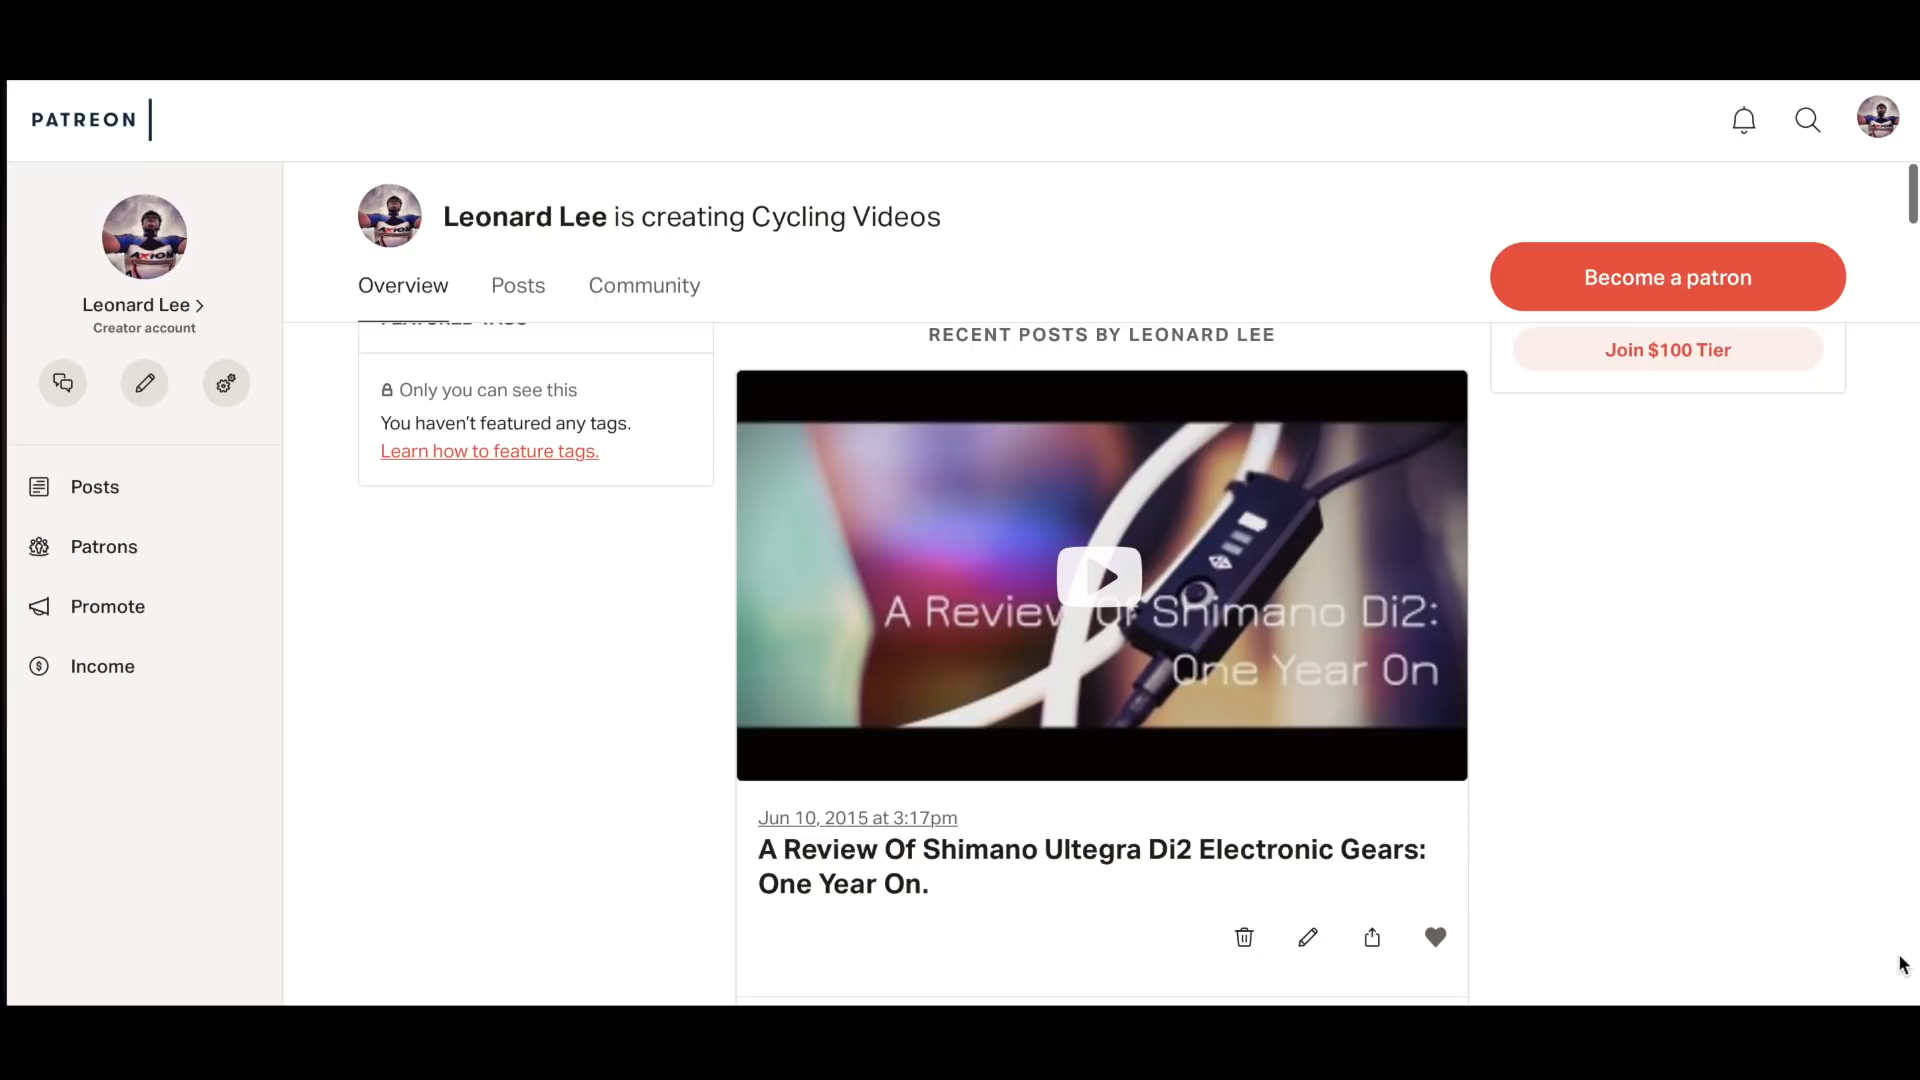 PATREON
Leonard Lee
Creator account
Posts
Patrons
Promote
Income
Leonard Lee is creating Cycling Videos
Overview Posts Community
Become a patron
FEATURED TAGS
Only you can see this
You haven't featured any tags.
Learn how to feature tags.
RECENT POSTS BY LEONARD LEE
A Review Of Shimano Di2:
One Year On
Jun 10, 2015 at 3:17pm
A Review Of Shimano Ultegra Di2 Electronic Gears:
One Year On.
Join $100 Tier